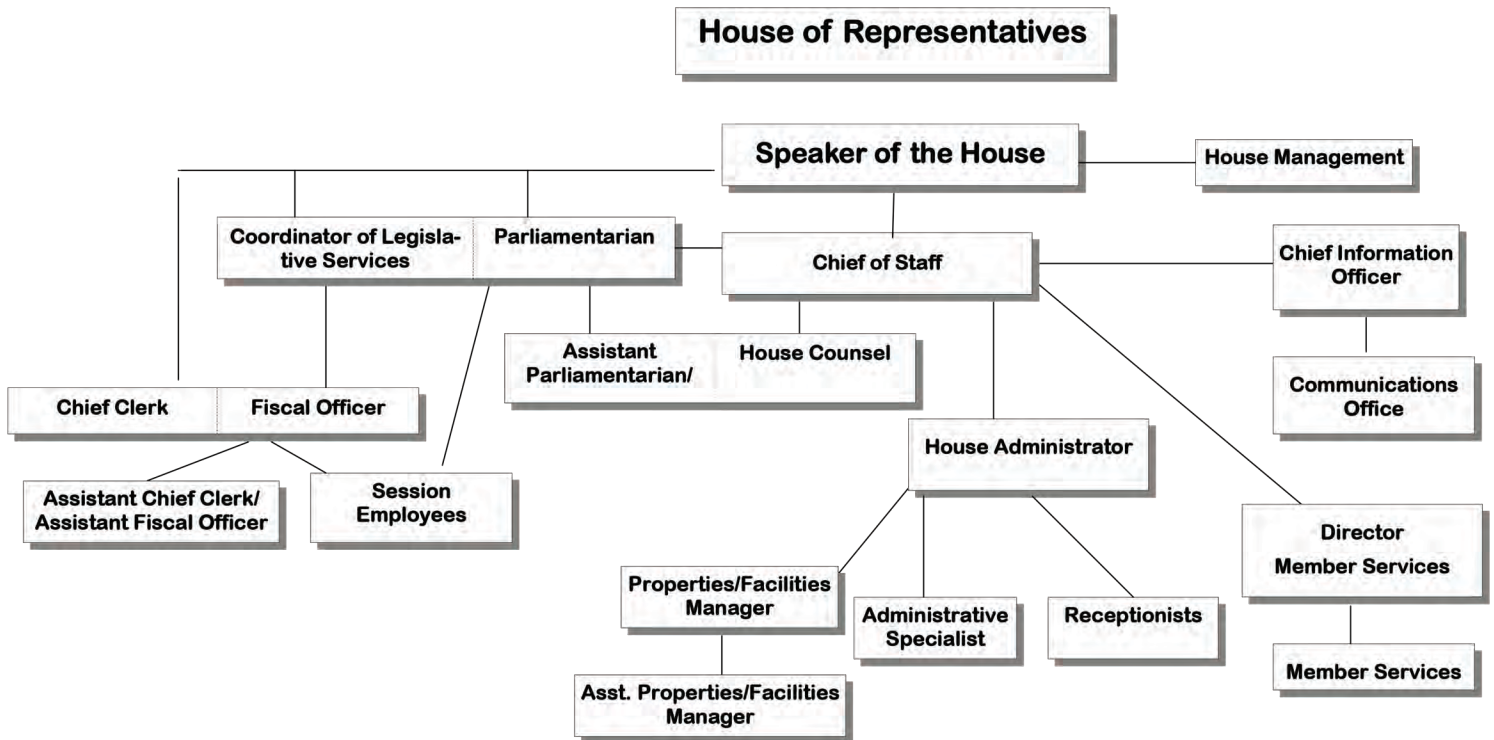 House of Representatives
Speaker of the House
House Management
Coordinator of Legisla-
tive Services
Parliamentarian
Chief of Staff
Chief Information
Officer
Assistant
Parliamentarian/
House Counsel
Communications
Office
Chief Clerk
Fiscal Officer
House Administrator
Assistant Chief Clerk/
Assistant Fiscal Officer
Session
Employees
Director
Member Services
Properties/Facilities
Manager
Administrative
Specialist
Receptionists
Member Services
Asst. Properties/Facilities
Manager